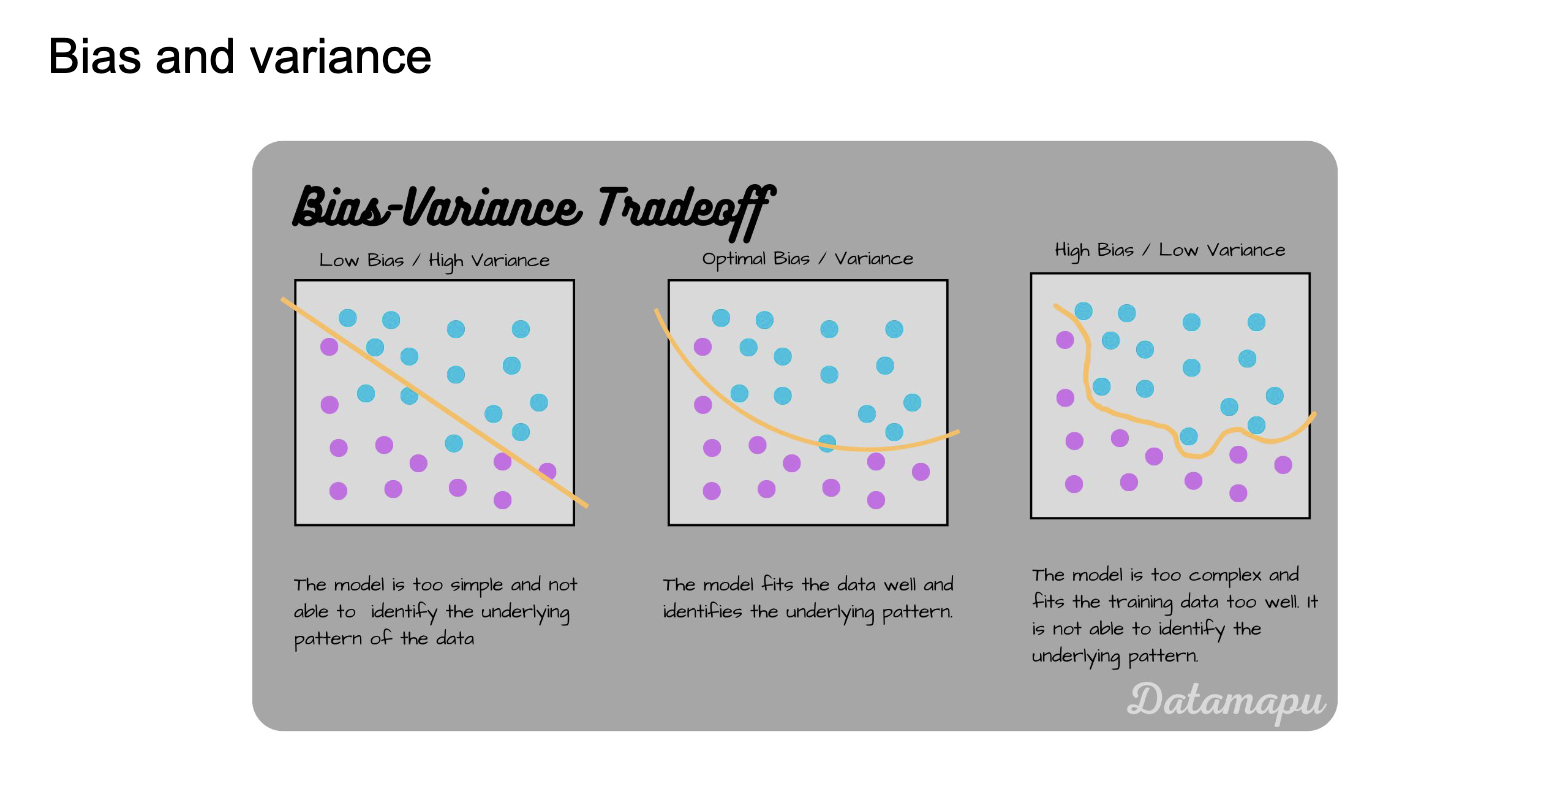 Bias and variance
Bias-Variance Tradeoff
Low Bias / High Variance
Optimal Bias / Variance
High Bias / Low Variance
The model is too simple and not
able to identify the underlying
pattern of the data
The model fits the data well and
identifies the underlying pattern.
The model is too complex and
fits the training data too well. It
is not able to identify the
underlying pattern.
Datamapu